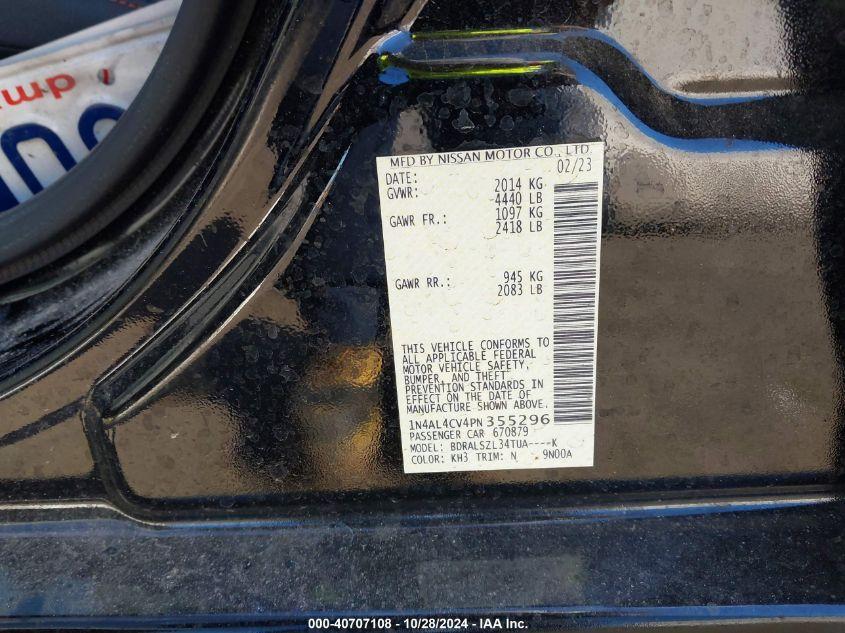 dmv
MFD BY NISSAN MOTOR CO., LTD.
DATE: 02/23
GVWR: 2014 KG
4440 LB
GAWR FR.: 1097 KG
2418 LB
GAWR RR.: 945 KG
2083 LB
THIS VEHICLE CONFORMS TO
ALL APPLICABLE FEDERAL
MOTOR VEHICLE SAFETY,
BUMPER, AND THEFT
PREVENTION STANDARDS IN
EFFECT ON THE DATE OF
MANUFACTURE SHOWN ABOVE.
1N4AL4CV4PN355296
PASSENGER CAR 670879
MODEL: BDRALSZL34TUA----K
COLOR: KH3 TRIM: N 9N00A
000-40707108 | 10/28/2024 - IAA Inc.